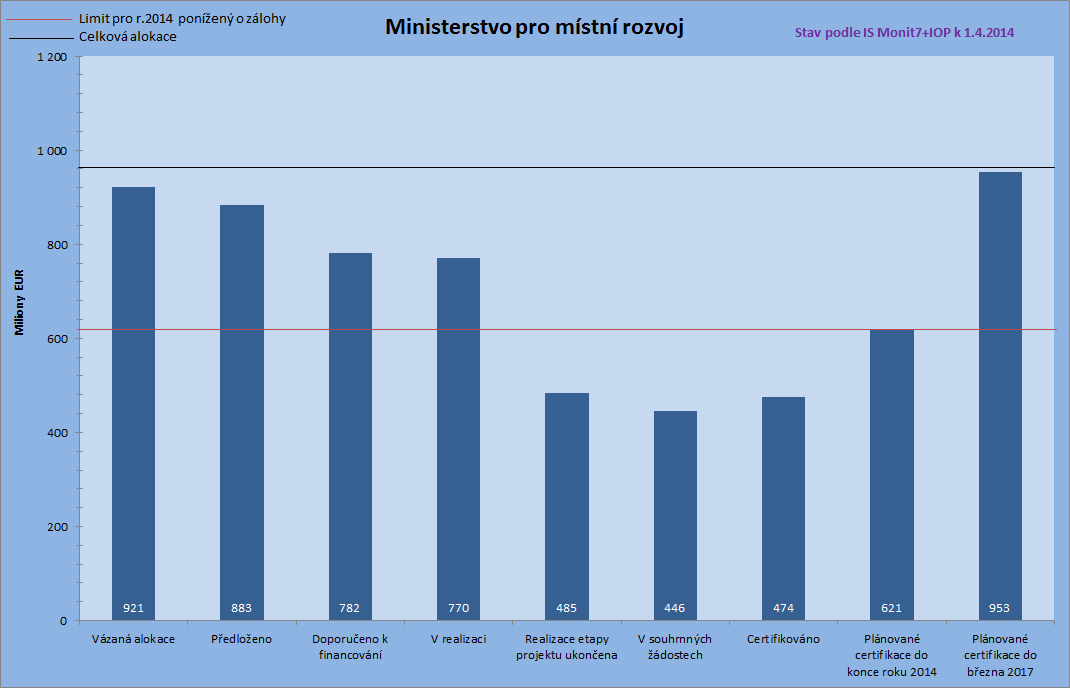 Limit pro r.2014 ponížený o zálohy
Celková alokace
Ministerstvo pro místní rozvoj
Stav podle IS Monit7+IOP k 1.4.2014
Miliony EUR
1 200
1 000
800
600
400
200
0
921
883
782
770
485
446
474
621
953
Vázaná alokace
Předloženo
Doporučeno k
financování
V realizaci
Realizace etapy
projektu ukončena
V souhrnných
žádostech
Certifikováno
Plánované
certifikace do
konce roku 2014
Plánované
certifikace do
března 2017